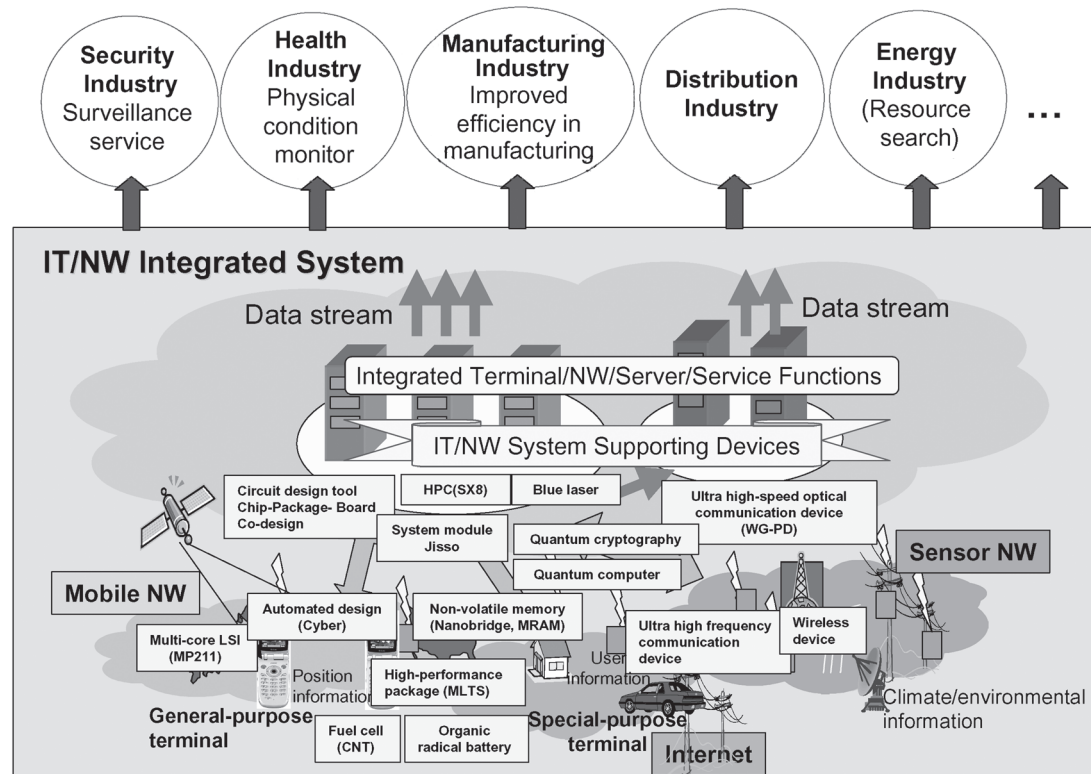 Security
Industry
Surveillance
service
Health
Industry
Physical
condition
monitor
Manufacturing
Industry
Improved
efficiency in
manufacturing
Distribution
Industry
Energy
Industry
(Resource
search)
...
IT/NW Integrated System
Data stream
Data stream
Integrated Terminal/NW/Server/Service Functions
IT/NW System Supporting Devices
Circuit design tool
Chip-Package- Board
Co-design
HPC(SX8)
Blue laser
Ultra high-speed optical
communication device
(WG-PD)
System module
Jisso
Quantum cryptography
Quantum computer
Sensor NW
Mobile NW
Automated design
(Cyber)
Non-volatile memory
(Nanobridge, MRAM)
Multi-core LSI
(MP211)
Ultra high frequency
communication
device
Wireless
device
Position
information
High-performance
package (MLTS)
User
information
Climate/environmental
information
General-purpose
terminal
Special-purpose
terminal
Fuel cell
(CNT)
Organic
radical battery
Internet